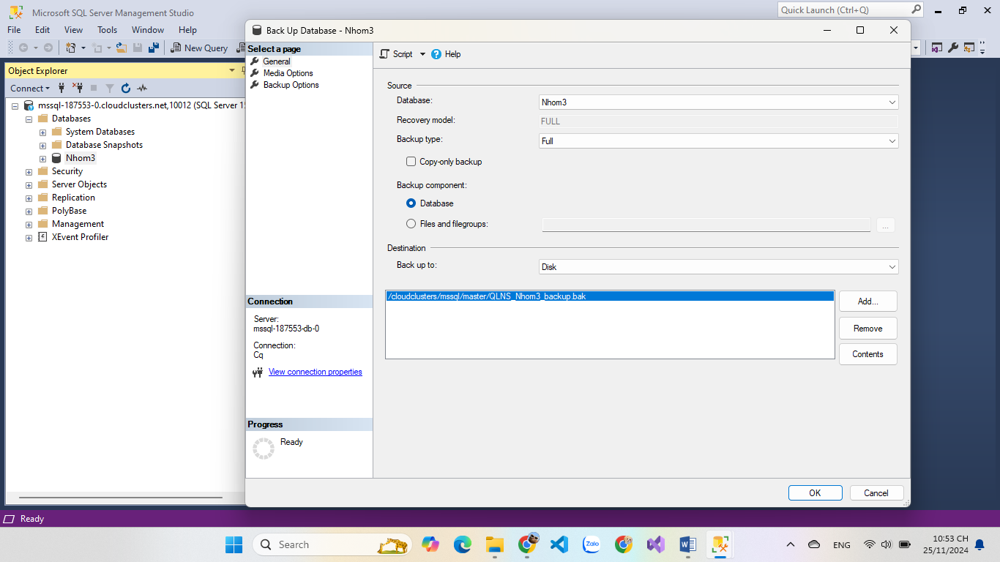 Microsoft SQL Server Management Studio
Quick Launch (Ctrl+Q)
File Edit View Tools Window Help
New Query
Object Explorer
Connect
mssql-187553-0.cloudclusters.net,10012 (SQL Server 1
Databases
System Databases
Database Snapshots
Nhom3
Security
Server Objects
Replication
PolyBase
Management
XEvent Profiler
Back Up Database - Nhom3
Select a page
General
Media Options
Backup Options
Connection
Server:
mssql-187553-db-0
Connection:
Cq
View connection properties
Progress
Ready
Script Help
Source
Database: Nhom3
Recovery model: FULL
Backup type: Full
Copy-only backup
Backup component:
Database
Files and filegroups: ...
Destination
Back up to: Disk
/cloudclusters/mssql/master/QLNS_Nhom3_backup.bak
Add...
Remove
Contents
OK Cancel
Ready
Search
Zalo
ENG
10:53 CH
25/11/2024